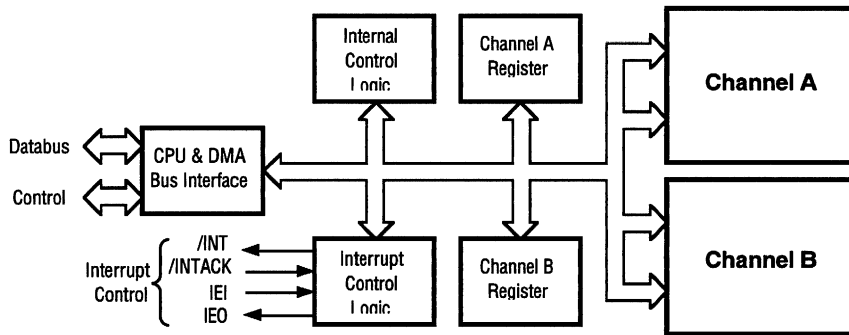 Internal
Control
Logic
Channel A
Register
Channel A
Databus
CPU & DMA
Bus Interface
Control
Channel B
Interrupt
Control
/INT
/INTACK
IEI
IEO
Interrupt
Control
Logic
Channel B
Register